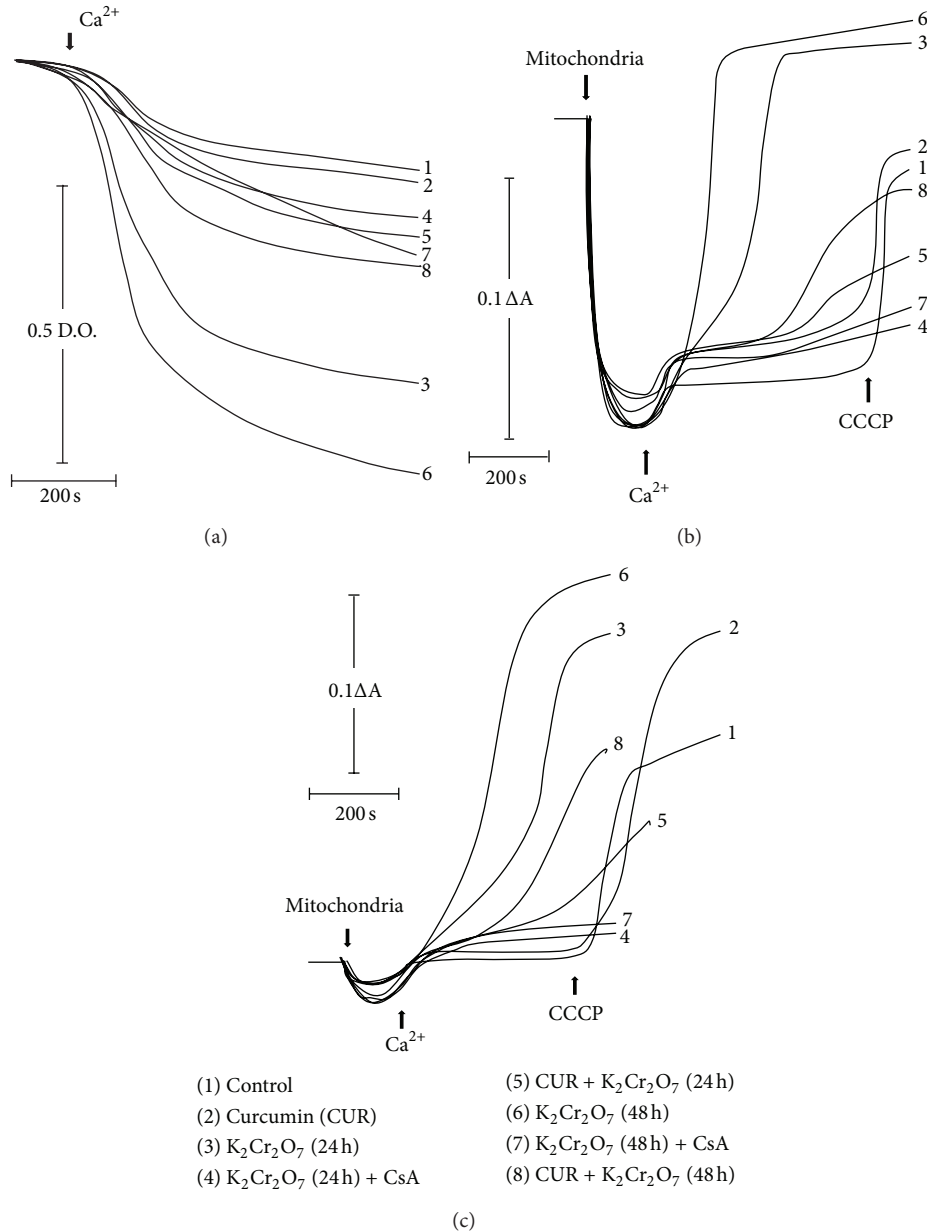 Ca²⁺
1
2
4
5
7
8
3
6
0.5 D.O.
200 s
(a)
Mitochondria
6
3
2
1
8
5
7
4
0.1 ΔA
CCCP
200 s
Ca²⁺
(b)
6
3
2
0.1ΔA
1
8
200 s
5
Mitochondria
7
4
CCCP
Ca²⁺
(1) Control
(2) Curcumin (CUR)
(3) K₂Cr₂O₇ (24 h)
(4) K₂Cr₂O₇ (24 h) + CsA
(5) CUR + K₂Cr₂O₇ (24 h)
(6) K₂Cr₂O₇ (48 h)
(7) K₂Cr₂O₇ (48 h) + CsA
(8) CUR + K₂Cr₂O₇ (48 h)
(c)